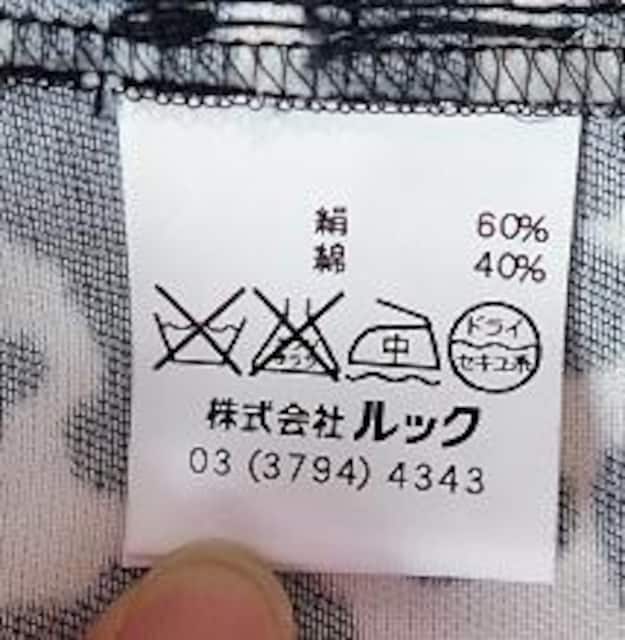 絹 60%
綿 40%
中
ドライ
セキユ系
株式会社 ルック
03 (3794) 4343